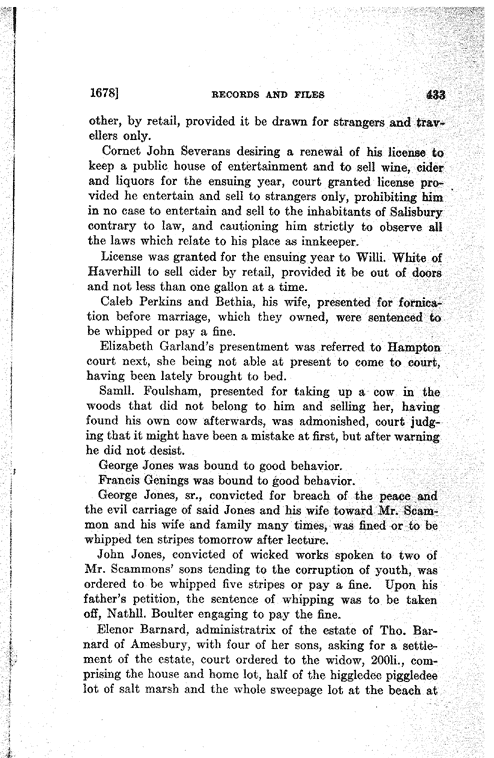 1678] RECORDS AND FILES 433
other, by retail, provided it be drawn for strangers and trav-
ellers only.
Cornet John Severans desiring a renewal of his license to
keep a public house of entertainment and to sell wine, cider
and liquors for the ensuing year, court granted license pro-
vided he entertain and sell to strangers only, prohibiting him
in no case to entertain and sell to the inhabitants of Salisbury
contrary to law, and cautioning him strictly to observe all
the laws which relate to his place as innkeeper.
License was granted for the ensuing year to Willi. White of
Haverhill to sell cider by retail, provided it be out of doors
and not less than one gallon at a time.
Caleb Perkins and Bethia, his wife, presented for fornica-
tion before marriage, which they owned, were sentenced to
be whipped or pay a fine.
Elizabeth Garland's presentment was referred to Hampton
court next, she being not able at present to come to court,
having been lately brought to bed.
Samll. Foulsham, presented for taking up a cow in the
woods that did not belong to him and selling her, having
found his own cow afterwards, was admonished, court judg-
ing that it might have been a mistake at first, but after warning
he did not desist.
George Jones was bound to good behavior.
Francis Genings was bound to good behavior.
George Jones, sr., convicted for breach of the peace and
the evil carriage of said Jones and his wife toward Mr. Scam-
mon and his wife and family many times, was fined or to be
whipped ten stripes tomorrow after lecture.
John Jones, convicted of wicked works spoken to two of
Mr. Scammons' sons tending to the corruption of youth, was
ordered to be whipped five stripes or pay a fine. Upon his
father's petition, the sentence of whipping was to be taken
off, Nathll. Boulter engaging to pay the fine.
Elenor Barnard, administratrix of the estate of Tho. Bar-
nard of Amesbury, with four of her sons, asking for a settle-
ment of the estate, court ordered to the widow, 200li., com-
prising the house and home lot, half of the higgledee piggledee
lot of salt marsh and the whole sweepage lot at the beach at